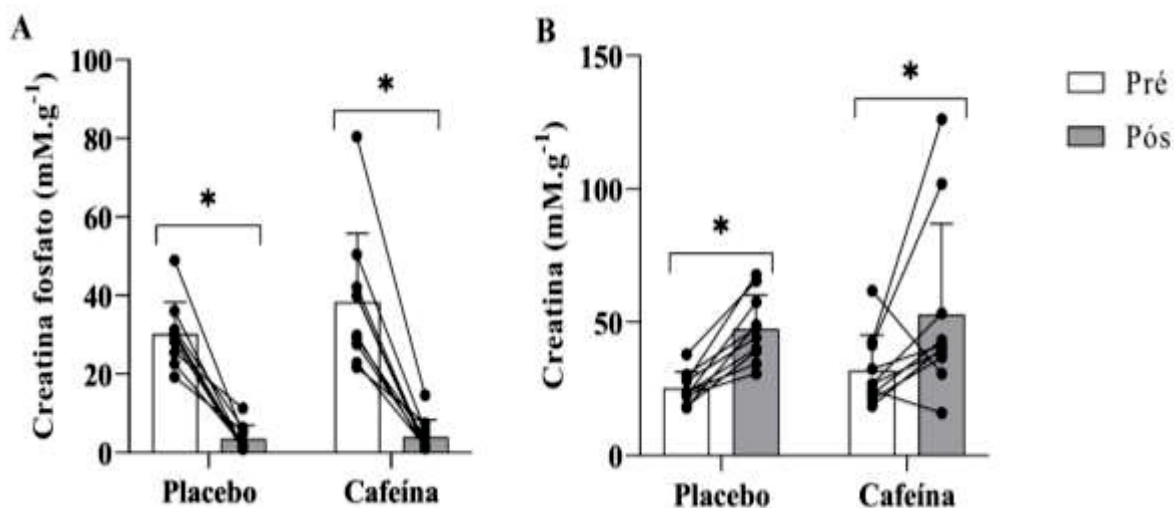 A
Creatina fosfato (mM.g⁻¹)
100
80
60
40
20
0
*
*
Placebo
Cafeína
B
Creatina (mM.g⁻¹)
150
100
50
0
*
*
Placebo
Cafeína
Pré
Pós